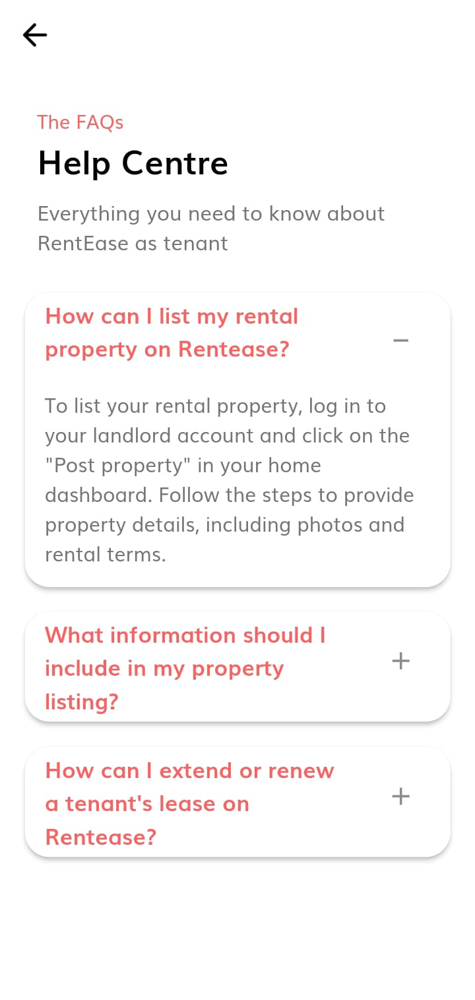 The FAQs
Help Centre
Everything you need to know about
RentEase as tenant
How can I list my rental
property on Rentease?
To list your rental property, log in to
your landlord account and click on the
"Post property" in your home
dashboard. Follow the steps to provide
property details, including photos and
rental terms.
What information should I
include in my property
listing?
How can I extend or renew
a tenant's lease on
Rentease?